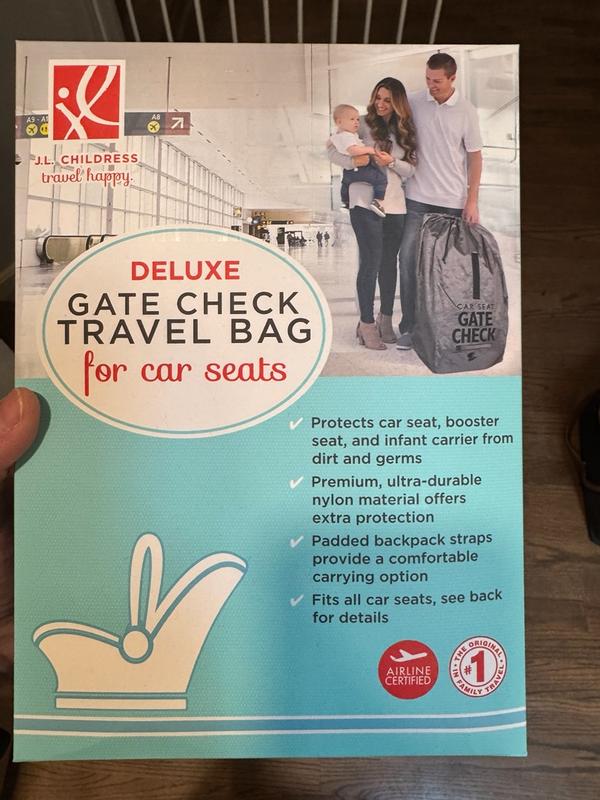 A9 - A1
A8
J.L. CHILDRESS
travel happy.
DELUXE
GATE CHECK
TRAVEL BAG
for car seats
CAR SEAT
GATE
CHECK
✓ Protects car seat, booster
seat, and infant carrier from
dirt and germs
✓ Premium, ultra-durable
nylon material offers
extra protection
✓ Padded backpack straps
provide a comfortable
carrying option
✓ Fits all car seats, see back
for details
AIRLINE
CERTIFIED
THE ORIGINAL
#1
IN FAMILY TRAVEL